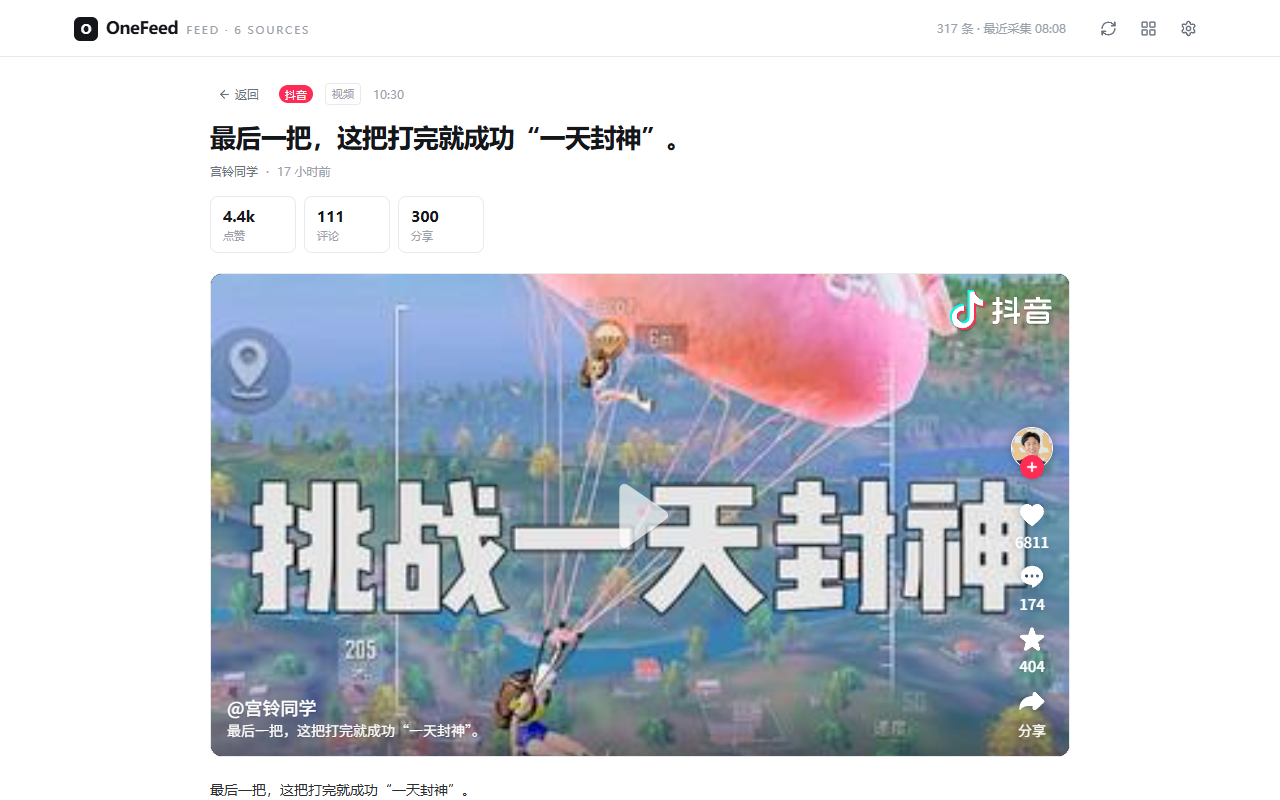 O OneFeed FEED · 6 SOURCES
317 条 · 最近采集 08:08
← 返回 抖音 视频 10:30
最后一把，这把打完就成功“一天封神”。
宫铃同学 · 17 小时前
4.4k 111 300
点赞 评论 分享
抖音
6m
挑战一天封神
6811
174
205
404
@宫铃同学
最后一把，这把打完就成功“一天封神”。
分享
最后一把，这把打完就成功“一天封神”。